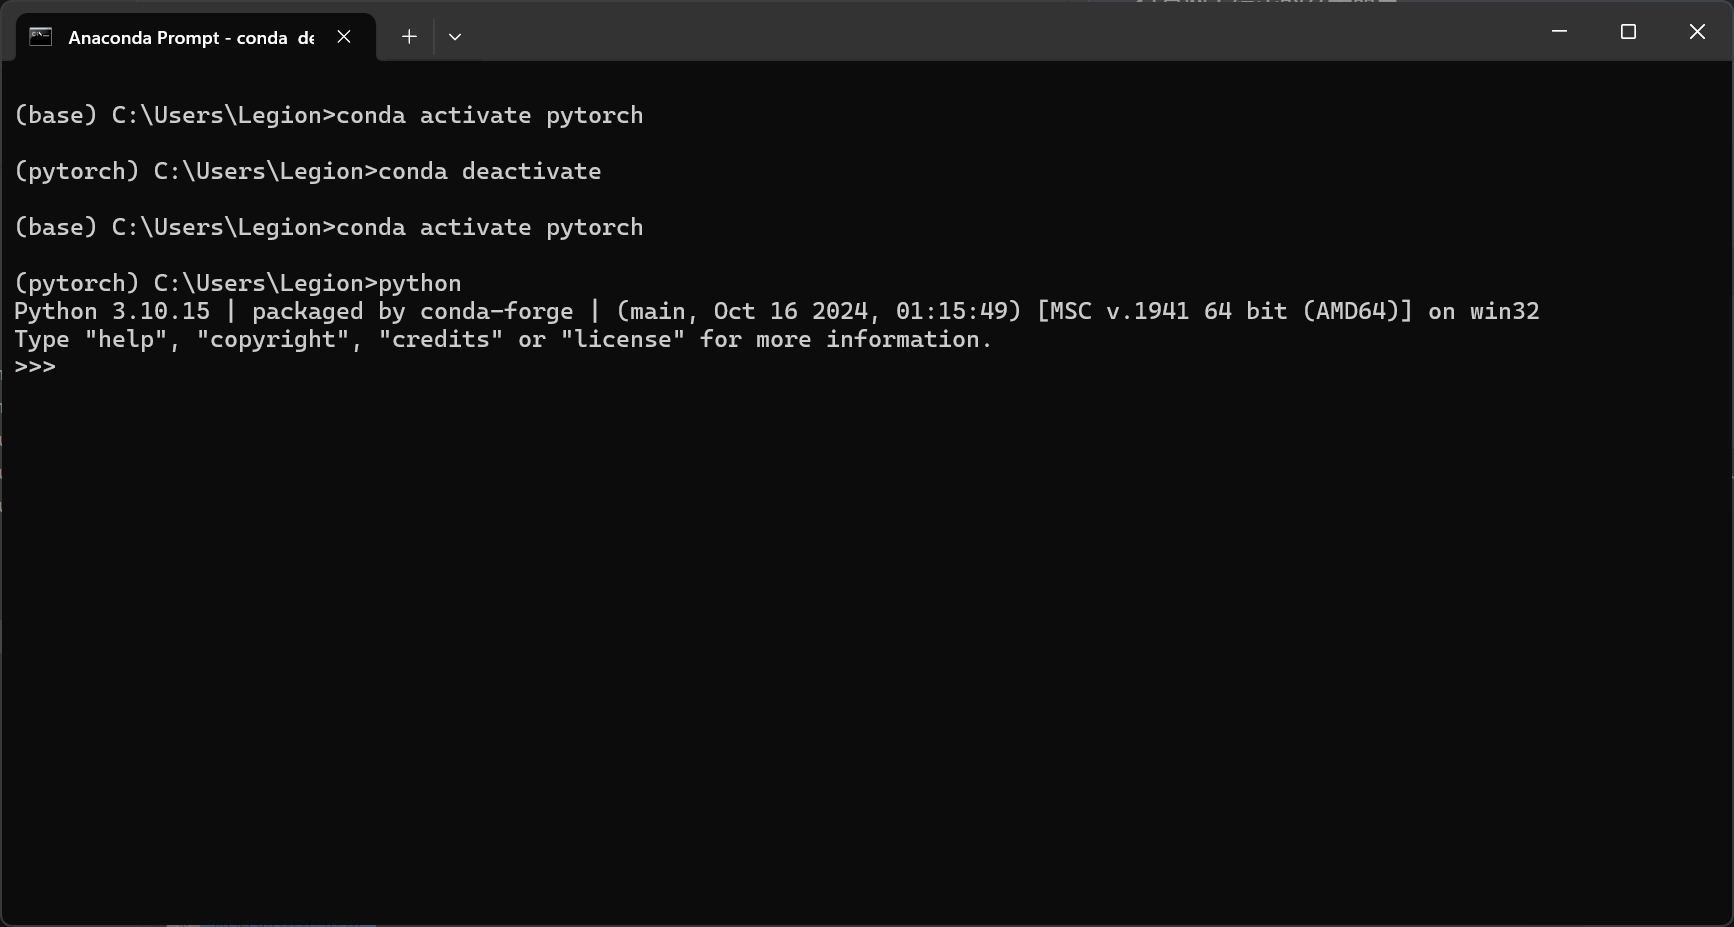 Anaconda Prompt - conda de
(base) C:\Users\Legion>conda activate pytorch
(pytorch) C:\Users\Legion>conda deactivate
(base) C:\Users\Legion>conda activate pytorch
(pytorch) C:\Users\Legion>python
Python 3.10.15 | packaged by conda-forge | (main, Oct 16 2024, 01:15:49) [MSC v.1941 64 bit (AMD64)] on win32
Type "help", "copyright", "credits" or "license" for more information.
>>>